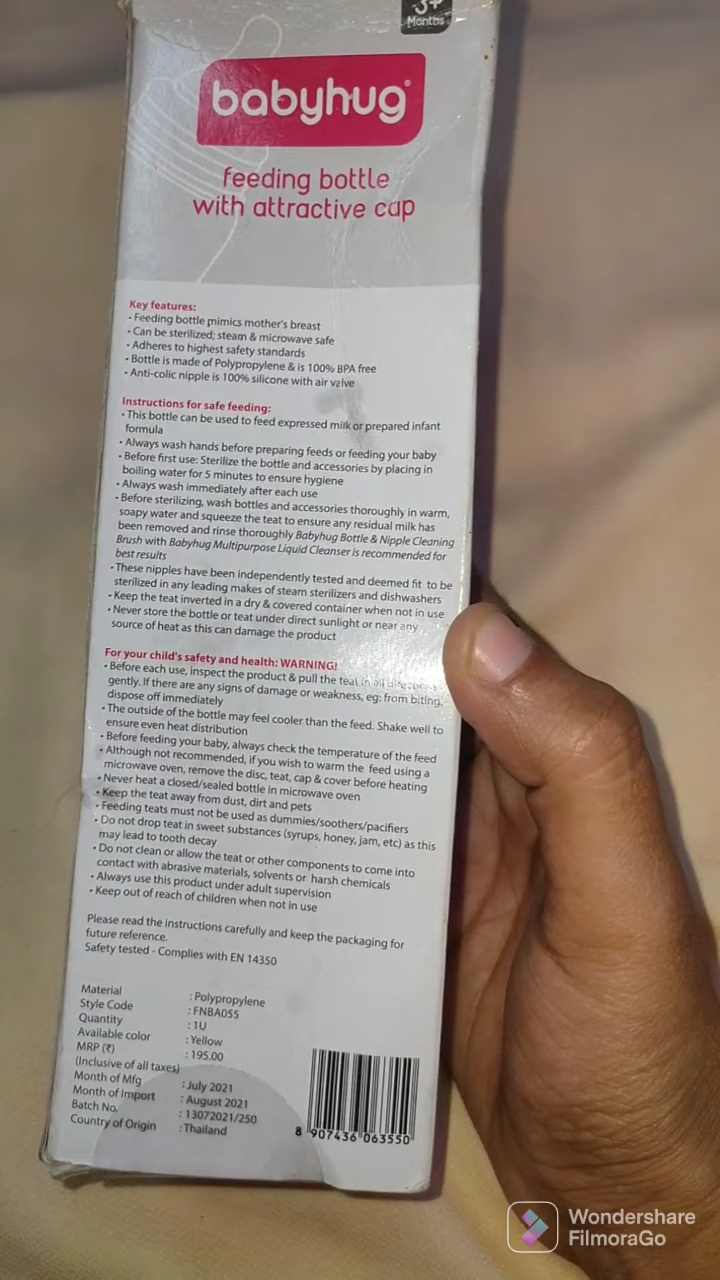 3+
Months
babyhug
feeding bottle
with attractive cap
Key features:
• Feeding bottle mimics mother's breast
• Can be sterilized; steam & microwave safe
• Adheres to highest safety standards
• Bottle is made of Polypropylene & is 100% BPA free
• Anti-colic nipple is 100% silicone with air valve
Instructions for safe feeding:
• This bottle can be used to feed expressed milk or prepared infant
formula
• Always wash hands before preparing feeds or feeding your baby
• Before first use: Sterilize the bottle and accessories by placing in
boiling water for 5 minutes to ensure hygiene
• Always wash immediately after each use
• Before sterilizing, wash bottles and accessories thoroughly in warm,
soapy water and squeeze the teat to ensure any residual milk has
been removed and rinse thoroughly Babyhug Bottle & Nipple Cleaning
Brush with Babyhug Multipurpose Liquid Cleanser is recommended for
best results
• These nipples have been independently tested and deemed fit to be
sterilized in any leading makes of steam sterilizers and dishwashers
• Keep the teat inverted in a dry & covered container when not in use
• Never store the bottle or teat under direct sunlight or near any
source of heat as this can damage the product
For your child's safety and health: WARNING!
• Before each use, inspect the product & pull the teat in all directions
gently. If there are any signs of damage or weakness, eg: from biting,
dispose off immediately
• The outside of the bottle may feel cooler than the feed. Shake well to
ensure even heat distribution
• Before feeding your baby, always check the temperature of the feed
• Although not recommended, if you wish to warm the feed using a
microwave oven, remove the disc, teat, cap & cover before heating
• Never heat a closed/sealed bottle in microwave oven
• Keep the teat away from dust, dirt and pets
• Feeding teats must not be used as dummies/soothers/pacifiers
• Do not drop teat in sweet substances (syrups, honey, jam, etc) as this
may lead to tooth decay
• Do not clean or allow the teat or other components to come into
contact with abrasive materials, solvents or harsh chemicals
• Always use this product under adult supervision
• Keep out of reach of children when not in use
Please read the instructions carefully and keep the packaging for
future reference.
Safety tested - Complies with EN 14350
Material : Polypropylene
Style Code : FNBA055
Quantity : 1U
Available color : Yellow
MRP (₹) : 195.00
(Inclusive of all taxes)
Month of Mfg : July 2021
Month of Import : August 2021
Batch No. : 13072021/250
Country of Origin : Thailand
8 907436 063550
Wondershare
FilmoraGo